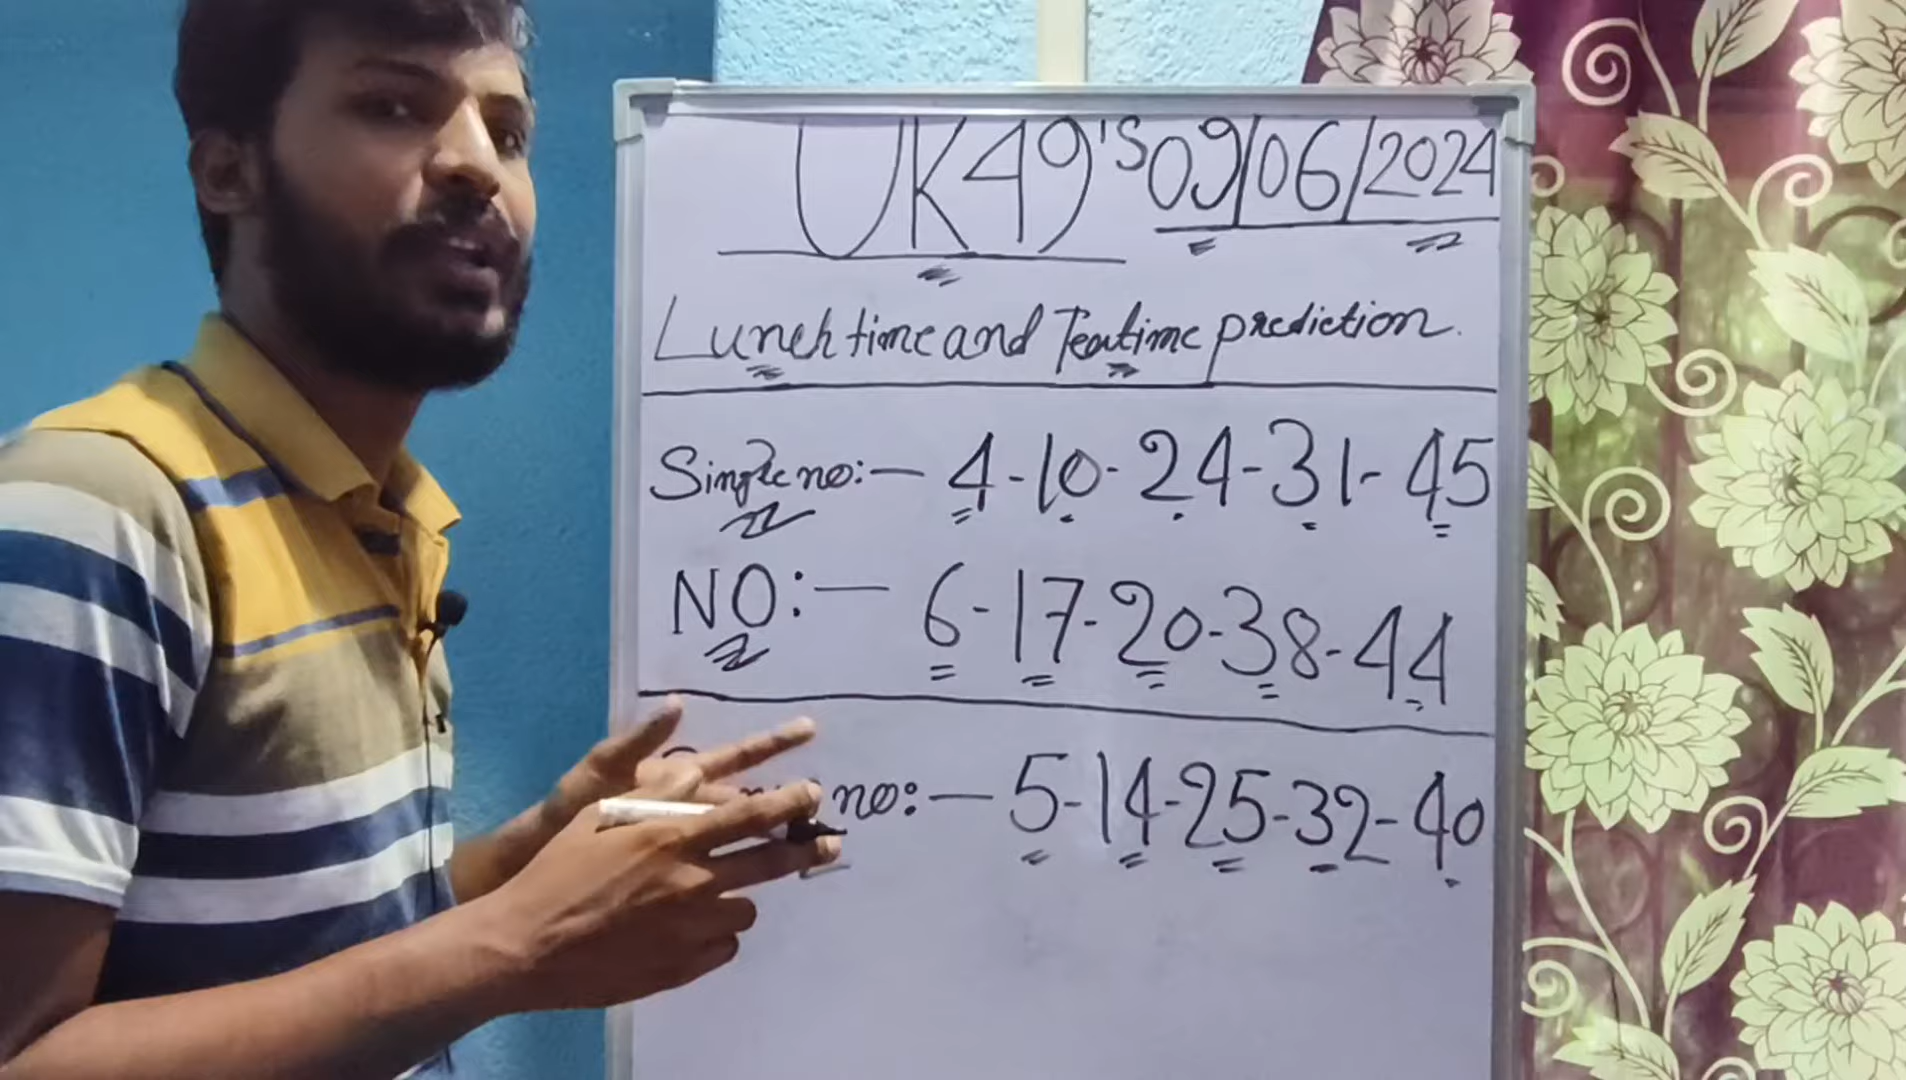 UK49'S 09/06/2024
Lunch time and Teatime prediction.
Single no:- 4-10-24-31-45
NO:- 6-17-20-38-44
no:- 5-14-25-32-40